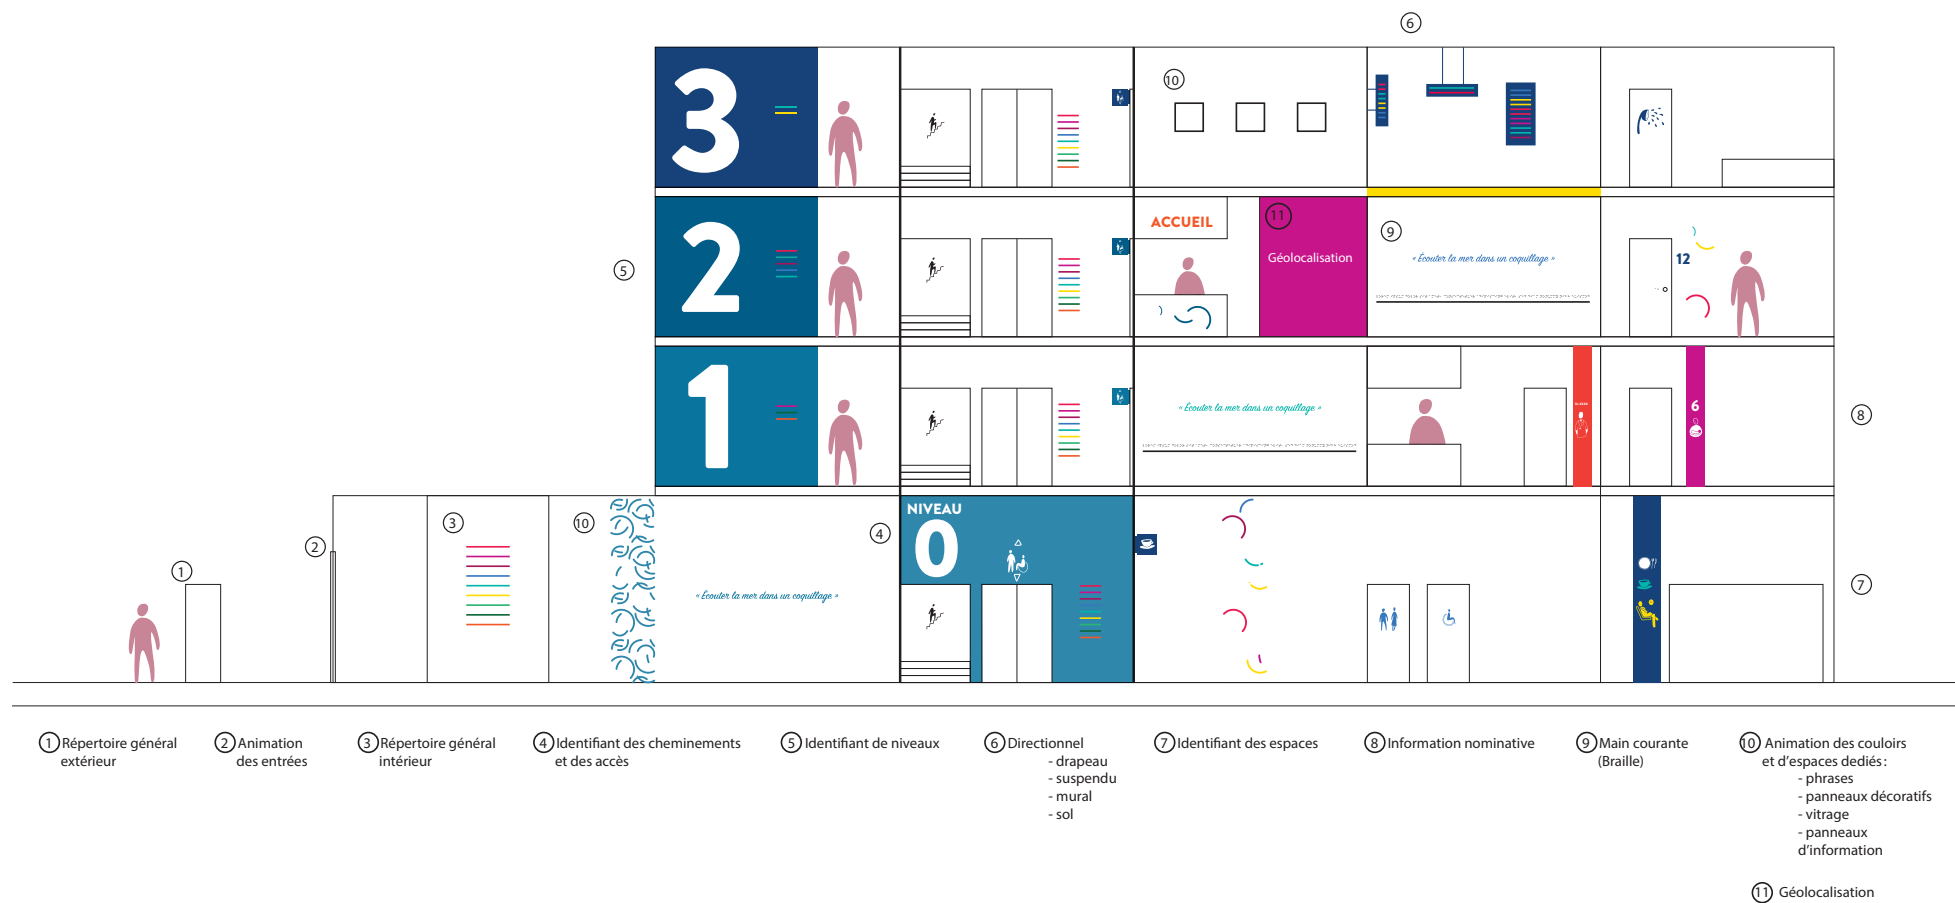 6
3
10
2
5
ACCUEIL
11
Géolocalisation
9
« Écouter la mer dans un coquillage »
12
1
« Écouter la mer dans un coquillage »
6
8
1
2
3
10
« Écouter la mer dans un coquillage »
4
NIVEAU
0
7
1 Répertoire général
extérieur
2 Animation
des entrées
3 Répertoire général
intérieur
4 Identifiant des cheminements
et des accès
5 Identifiant de niveaux
6 Directionnel
- drapeau
- suspendu
- mural
- sol
7 Identifiant des espaces
8 Information nominative
9 Main courante
(Braille)
10 Animation des couloirs
et d'espaces dediés :
- phrases
- panneaux décoratifs
- vitrage
- panneaux
d'information
11 Géolocalisation